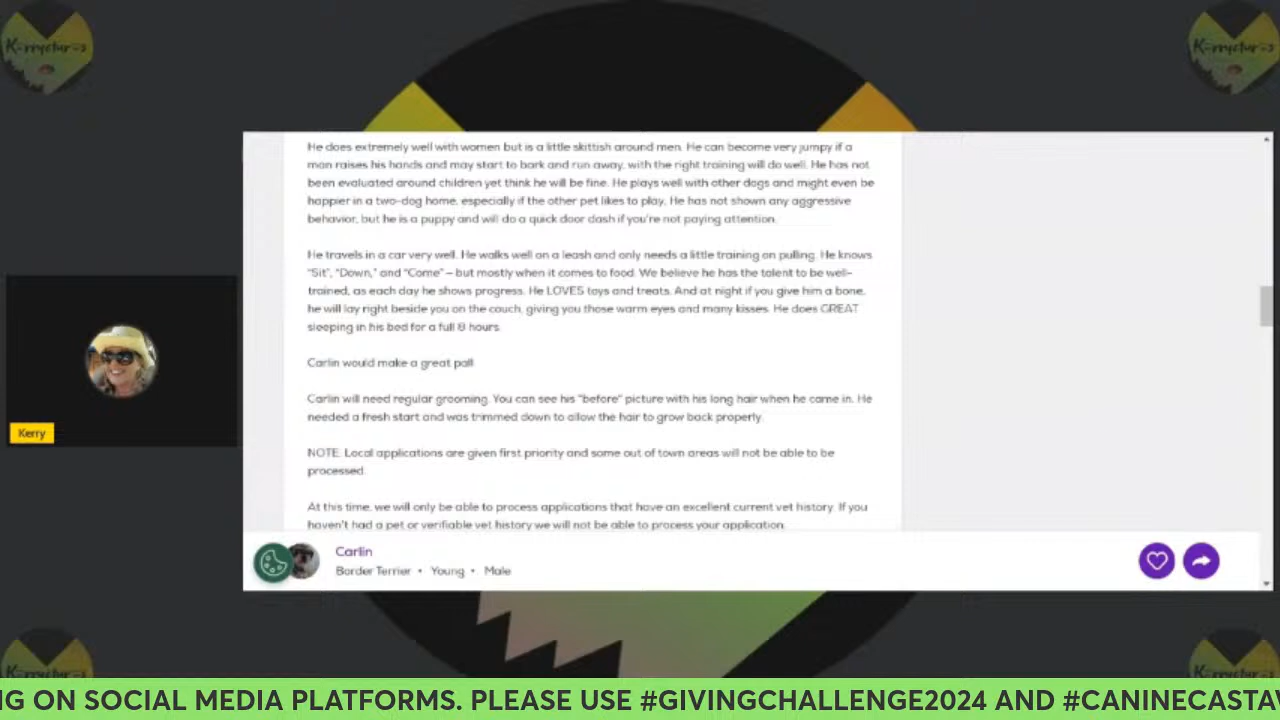 Kerryctures
Kerryctures
He does extremely well with women but is a little skittish around men. He can become very jumpy if a
man raises his hands and may start to bark and run away, with the right training will do well. He has not
been evaluated around children yet think he will be fine. He plays well with other dogs and might even be
happier in a two-dog home, especially if the other pet likes to play. He has not shown any aggressive
behavior, but he is a puppy and will do a quick door dash if you're not paying attention.
He travels in a car very well. He walks well on a leash and only needs a little training on pulling. He knows
"Sit", "Down," and "Come" – but mostly when it comes to food. We believe he has the talent to be well-
trained, as each day he shows progress. He LOVES toys and treats. And at night if you give him a bone,
he will lay right beside you on the couch, giving you those warm eyes and many kisses. He does GREAT
sleeping in his bed for a full 8 hours.
Carlin would make a great pal!
Carlin will need regular grooming. You can see his "before" picture with his long hair when he came in. He
needed a fresh start and was trimmed down to allow the hair to grow back properly.
NOTE: Local applications are given first priority and some out of town areas will not be able to be
processed.
At this time, we will only be able to process applications that have an excellent current vet history. If you
haven't had a pet or verifiable vet history we will not be able to process your application.
Kerry
Carlin
Border Terrier • Young • Male
Kerryctures
Kerryctures
NG ON SOCIAL MEDIA PLATFORMS. PLEASE USE #GIVINGCHALLENGE2024 AND #CANINECASTAW